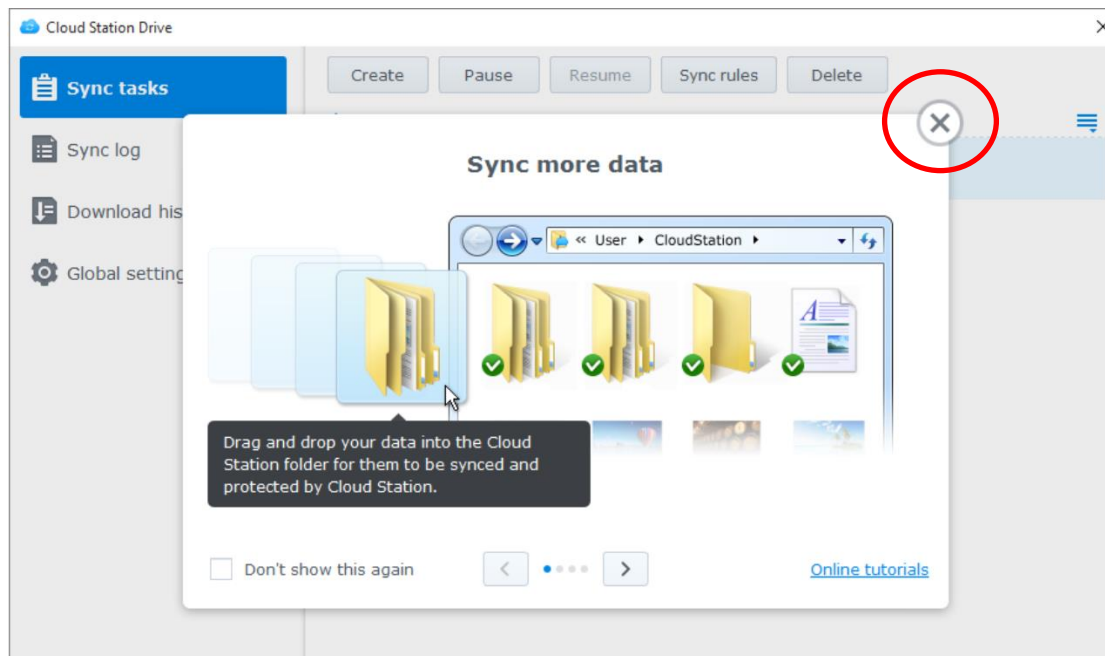 Cloud Station Drive
Sync tasks
Sync log
Download his
Global setting
Create Pause Resume Sync rules Delete
Sync more data
« User CloudStation
A
Drag and drop your data into the Cloud
Station folder for them to be synced and
protected by Cloud Station.
Don't show this again
Online tutorials